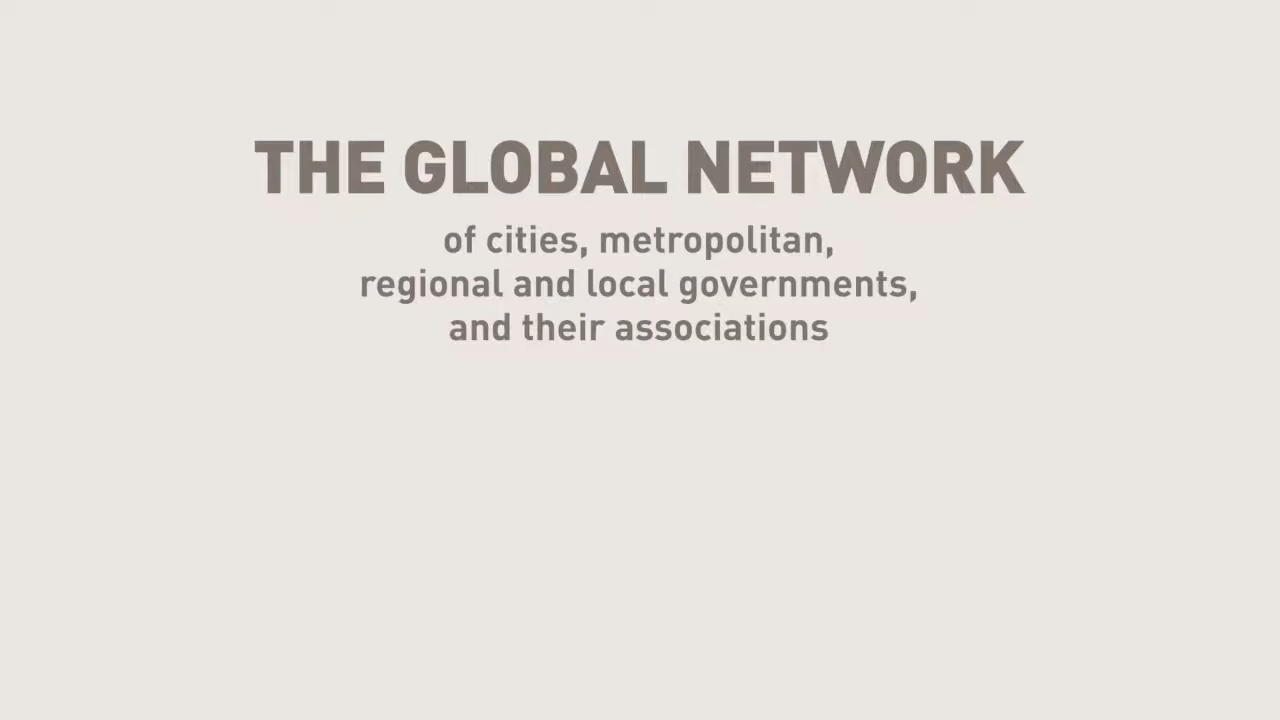 THE GLOBAL NETWORK
of cities, metropolitan,
regional and local governments,
and their associations